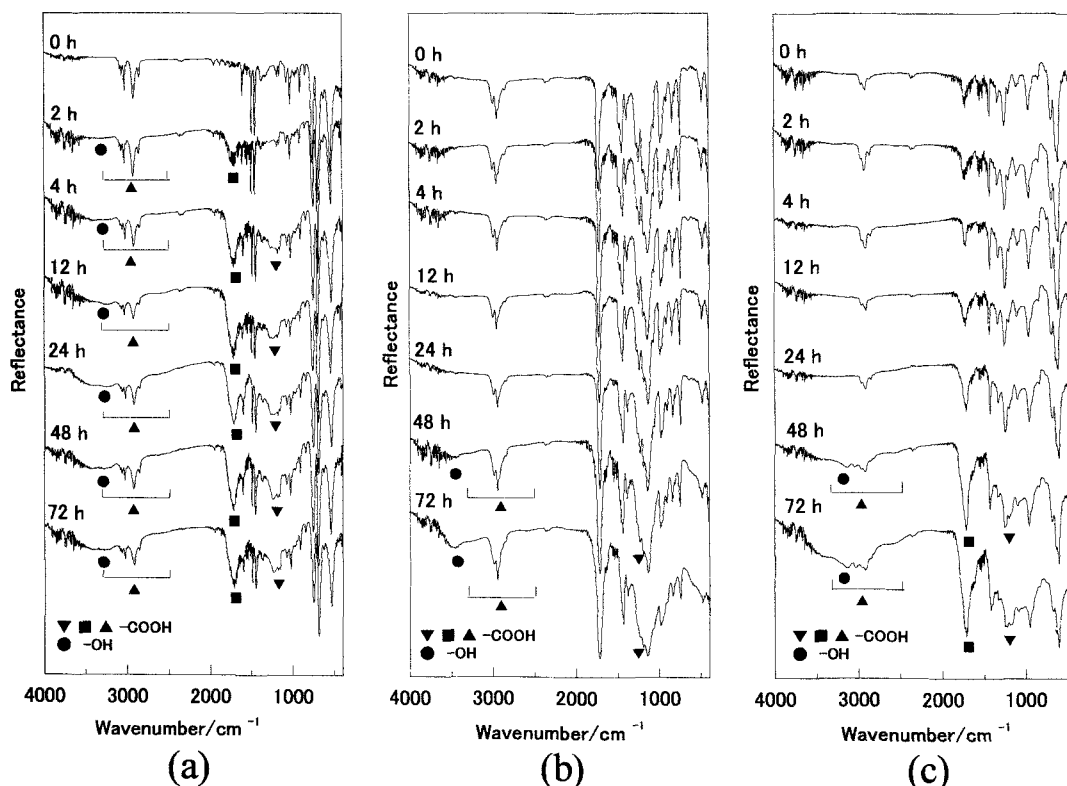 Reflectance
0 h
2 h
4 h
12 h
24 h
48 h
72 h
▼ ■ ▲ -COOH
● -OH
4000 3000 2000 1000
Wavenumber/cm⁻¹
(a)
Reflectance
0 h
2 h
4 h
12 h
24 h
48 h
72 h
▼ ■ ▲ -COOH
● -OH
4000 3000 2000 1000
Wavenumber/cm⁻¹
(b)
Reflectance
0 h
2 h
4 h
12 h
24 h
48 h
72 h
▼ ■ ▲ -COOH
● -OH
4000 3000 2000 1000
Wavenumber/cm⁻¹
(c)